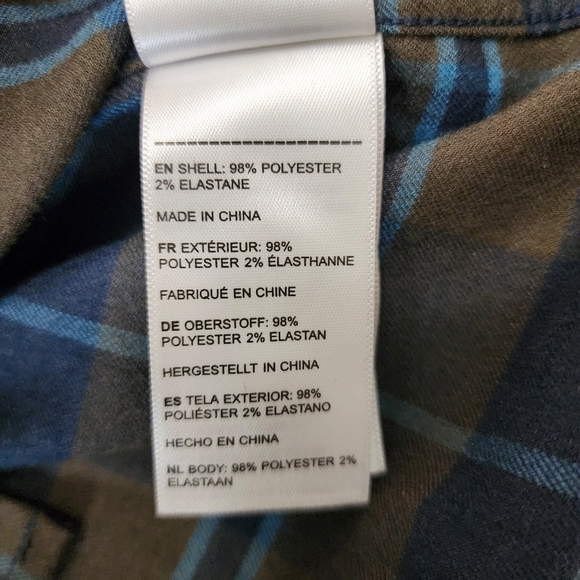 EN SHELL: 98% POLYESTER
2% ELASTANE
MADE IN CHINA
FR EXTÉRIEUR: 98%
POLYESTER 2% ÉLASTHANNE
FABRIQUÉ EN CHINE
DE OBERSTOFF: 98%
POLYESTER 2% ELASTAN
HERGESTELLT IN CHINA
ES TELA EXTERIOR: 98%
POLIÉSTER 2% ELASTANO
HECHO EN CHINA
NL BODY: 98% POLYESTER 2%
ELASTAAN